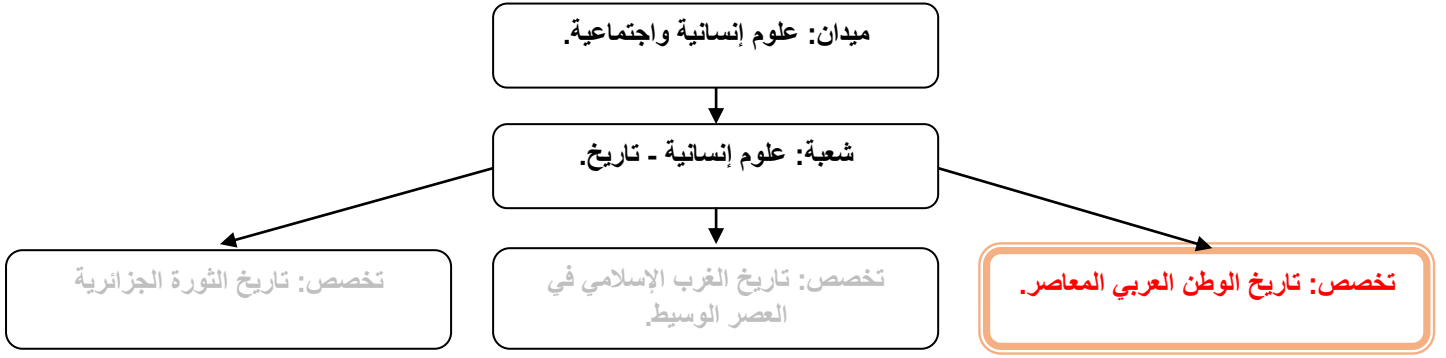 ميدان: علوم إنسانية واجتماعية.
شعبة: علوم إنسانية - تاريخ.
تخصص: تاريخ الوطن العربي المعاصر.
تخصص: تاريخ الغرب الإسلامي في
العصر الوسيط.
تخصص: تاريخ الثورة الجزائرية